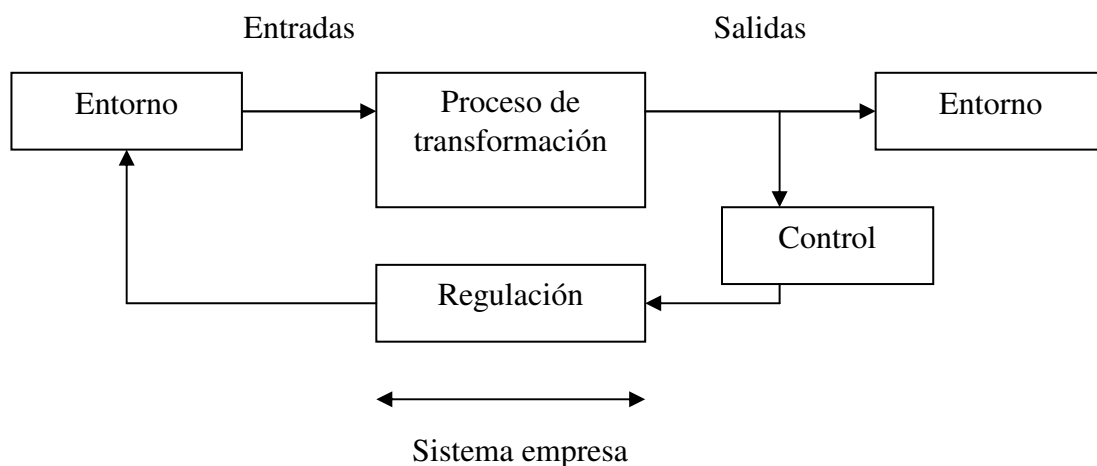 Entradas
Salidas
Entorno
Proceso de
transformación
Entorno
Control
Regulación
Sistema empresa